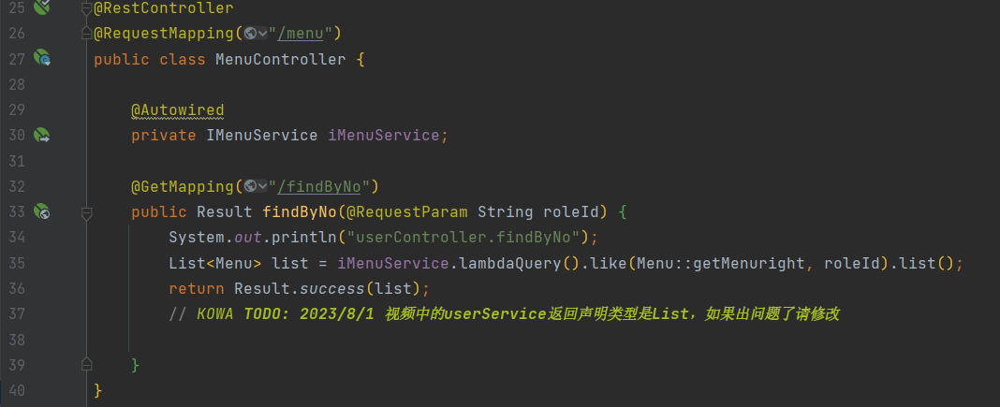 25 @RestController
26 @RequestMapping("/menu")
27 public class MenuController {
28
29 @Autowired
30 private IMenuService iMenuService;
31
32 @GetMapping("/findByNo")
33 public Result findByNo(@RequestParam String roleId) {
34 System.out.println("userController.findByNo");
35 List<Menu> list = iMenuService.lambdaQuery().like(Menu::getMenuright, roleId).list();
36 return Result.success(list);
37 // KOWA TODO: 2023/8/1 视频中的userService返回声明类型是List，如果出问题了请修改
38
39 }
40 }